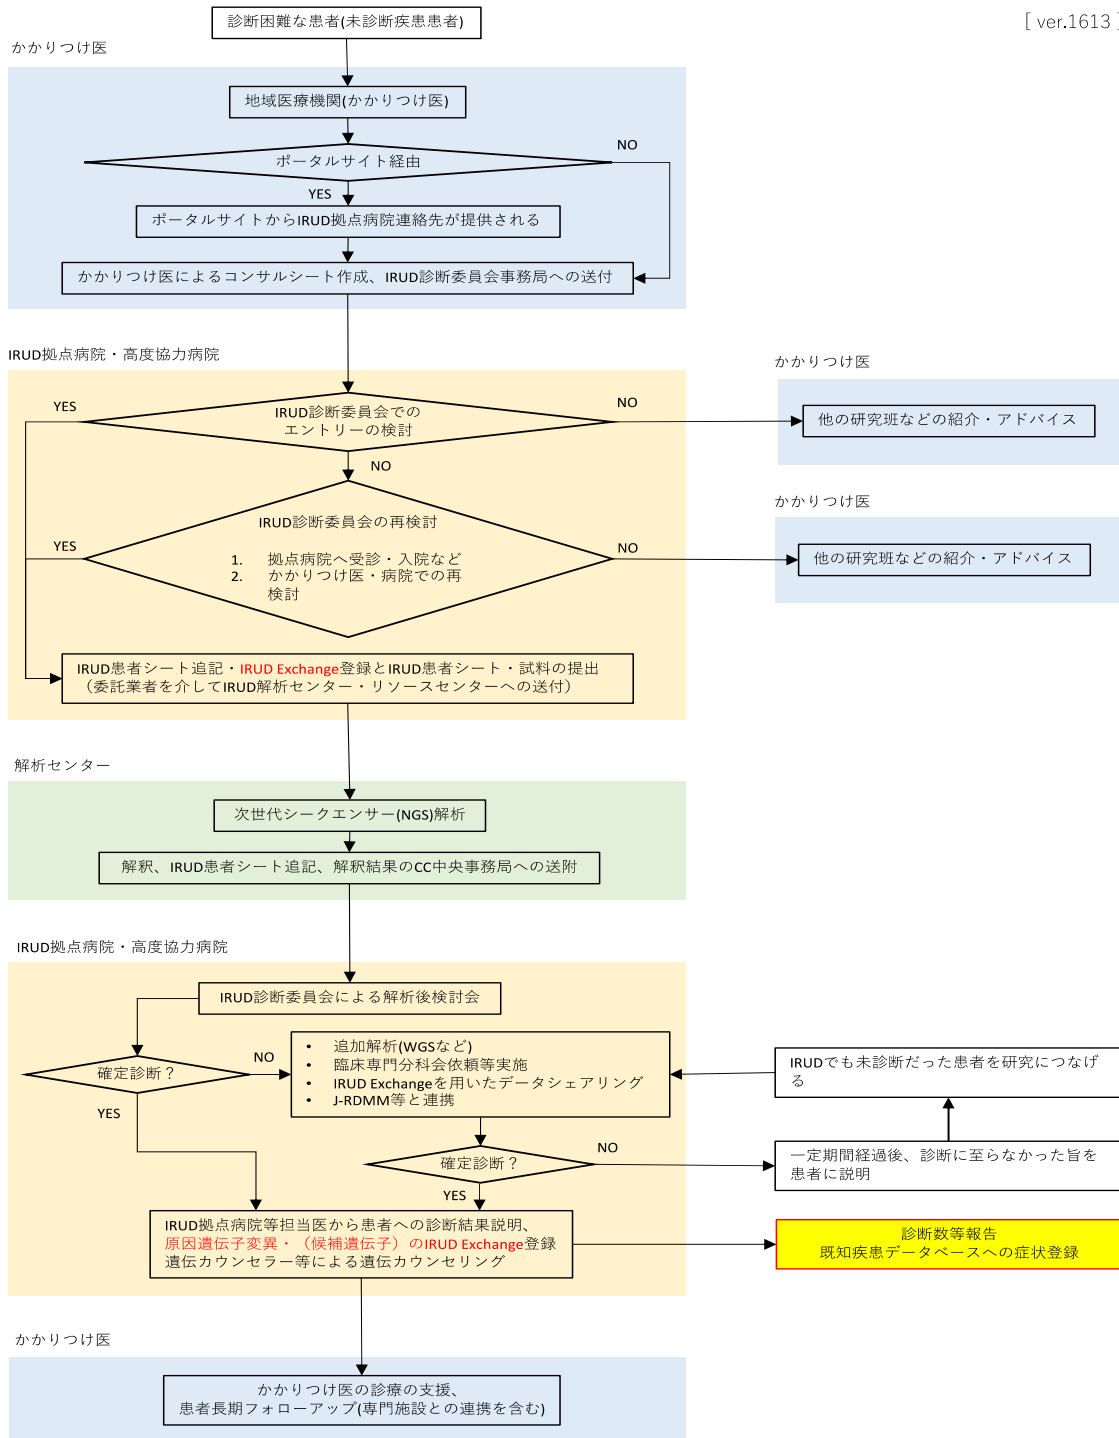 診断困難な患者(未診断疾患患者)
[ ver.1613 ]
かかりつけ医
地域医療機関(かかりつけ医)
ポータルサイト経由
NO
YES
ポータルサイトからIRUD拠点病院連絡先が提供される
かかりつけ医によるコンサルシート作成、IRUD診断委員会事務局への送付
IRUD拠点病院・高度協力病院
かかりつけ医
YES
IRUD診断委員会での
エントリーの検討
NO
他の研究班などの紹介・アドバイス
NO
かかりつけ医
YES
IRUD診断委員会の再検討
1. 拠点病院へ受診・入院など
2. かかりつけ医・病院での再
検討
NO
他の研究班などの紹介・アドバイス
IRUD患者シート追記・IRUD Exchange登録とIRUD患者シート・試料の提出
（委託業者を介してIRUD解析センター・リソースセンターへの送付）
解析センター
次世代シークエンサー(NGS)解析
解釈、IRUD患者シート追記、解釈結果のCC中央事務局への送附
IRUD拠点病院・高度協力病院
IRUD診断委員会による解析後検討会
確定診断？
NO
YES
• 追加解析(WGSなど)
• 臨床専門分科会依頼等実施
• IRUD Exchangeを用いたデータシェアリング
• J-RDMM等と連携
IRUDでも未診断だった患者を研究につなげ
る
確定診断？
NO
YES
一定期間経過後、診断に至らなかった旨を
患者に説明
IRUD拠点病院等担当医から患者への診断結果説明、
原因遺伝子変異・（候補遺伝子）のIRUD Exchange登録
遺伝カウンセラー等による遺伝カウンセリング
診断数等報告
既知疾患データベースへの症状登録
かかりつけ医
かかりつけ医の診療の支援、
患者長期フォローアップ(専門施設との連携を含む)